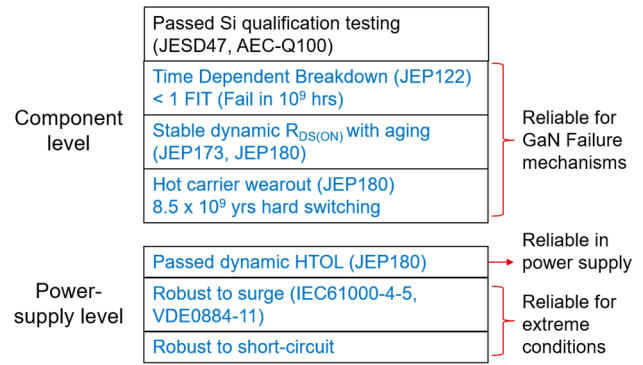 Component
level
Passed Si qualification testing
(JESD47, AEC-Q100)
Time Dependent Breakdown (JEP122)
< 1 FIT (Fail in 10⁹ hrs)
Stable dynamic R_DS(ON) with aging
(JEP173, JEP180)
Hot carrier wearout (JEP180)
8.5 x 10⁹ yrs hard switching
Reliable for
GaN Failure
mechanisms
Power-
supply level
Passed dynamic HTOL (JEP180)
Reliable in
power supply
Robust to surge (IEC61000-4-5,
VDE0884-11)
Robust to short-circuit
Reliable for
extreme
conditions